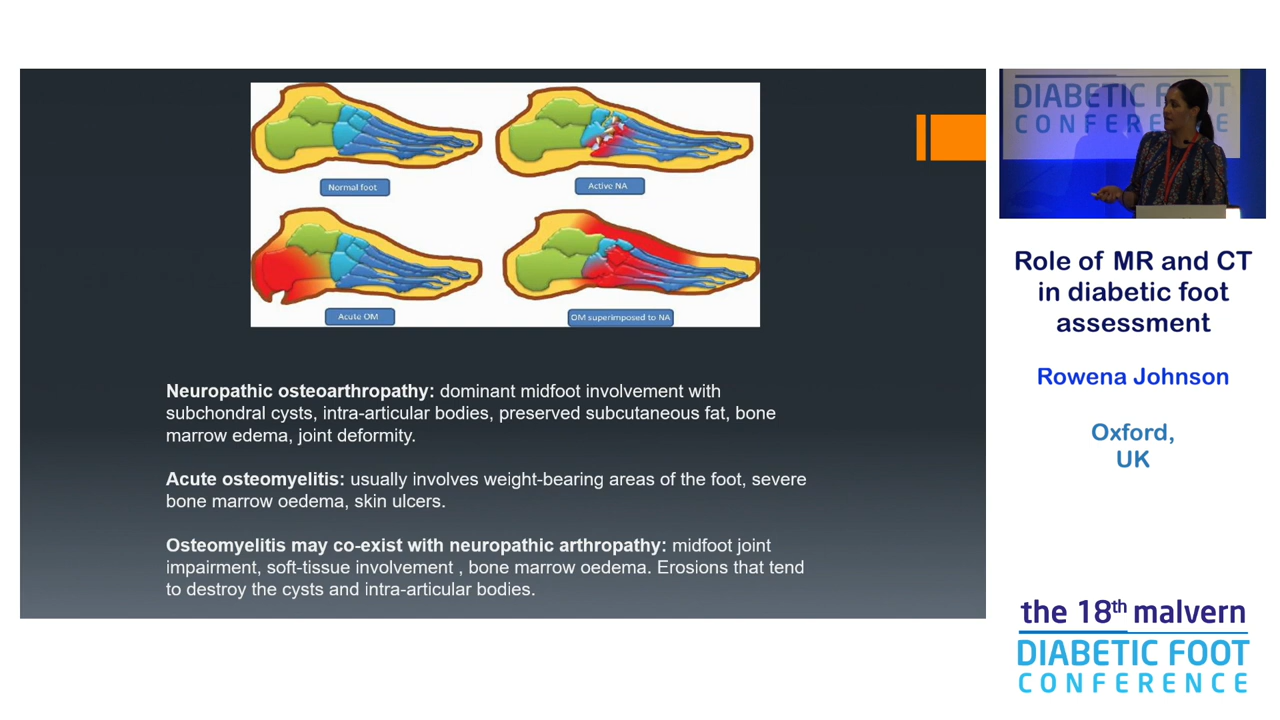 Normal foot
Active NA
Acute OM
OM superimposed to NA
Neuropathic osteoarthropathy: dominant midfoot involvement with
subchondral cysts, intra-articular bodies, preserved subcutaneous fat, bone
marrow edema, joint deformity.
Acute osteomyelitis: usually involves weight-bearing areas of the foot, severe
bone marrow oedema, skin ulcers.
Osteomyelitis may co-exist with neuropathic arthropathy: midfoot joint
impairment, soft-tissue involvement , bone marrow oedema. Erosions that tend
to destroy the cysts and intra-articular bodies.
DIABETIC FOOT
CONFERENCE
Role of MR and CT
in diabetic foot
assessment
Rowena Johnson
Oxford,
UK
the 18th malvern
DIABETIC FOOT
CONFERENCE